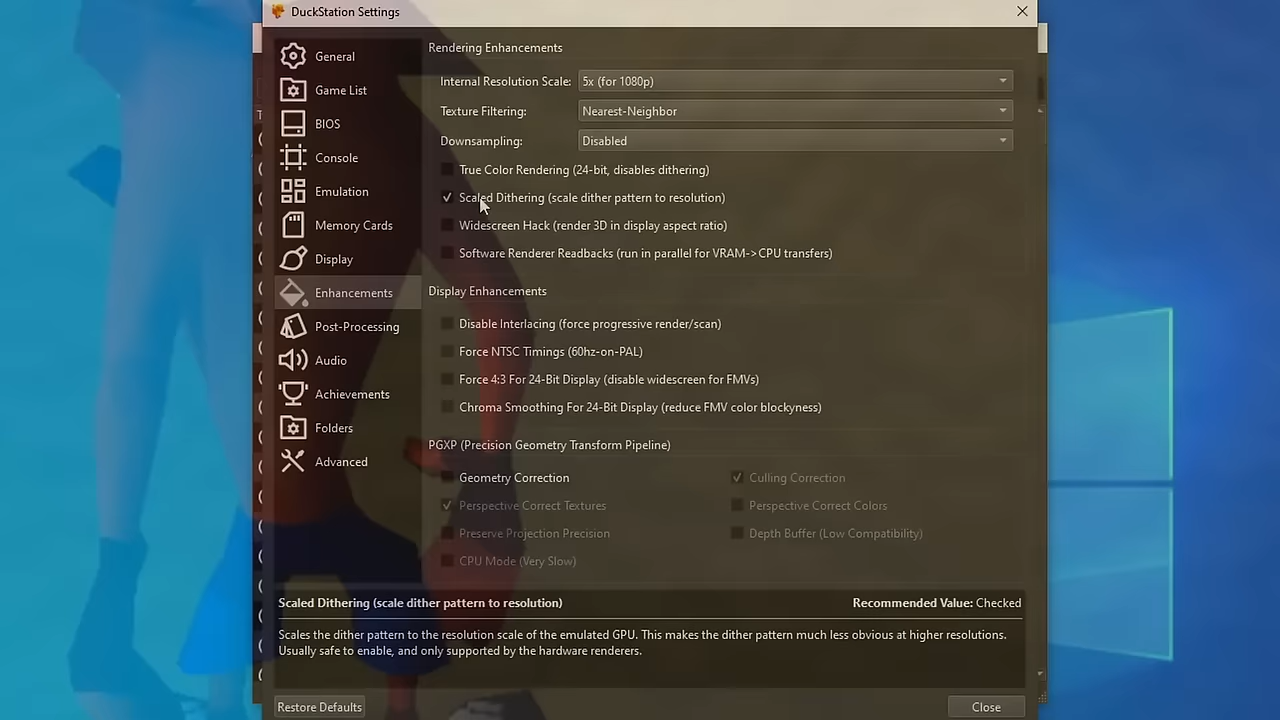 DuckStation Settings
General
Game List
BIOS
Console
Emulation
Memory Cards
Display
Enhancements
Post-Processing
Audio
Achievements
Folders
Advanced
Rendering Enhancements
Internal Resolution Scale: 5x (for 1080p)
Texture Filtering: Nearest-Neighbor
Downsampling: Disabled
True Color Rendering (24-bit, disables dithering)
Scaled Dithering (scale dither pattern to resolution)
Widescreen Hack (render 3D in display aspect ratio)
Software Renderer Readbacks (run in parallel for VRAM->CPU transfers)
Display Enhancements
Disable Interlacing (force progressive render/scan)
Force NTSC Timings (60hz-on-PAL)
Force 4:3 For 24-Bit Display (disable widescreen for FMVs)
Chroma Smoothing For 24-Bit Display (reduce FMV color blockyness)
PGXP (Precision Geometry Transform Pipeline)
Geometry Correction Culling Correction
Perspective Correct Textures Perspective Correct Colors
Preserve Projection Precision Depth Buffer (Low Compatibility)
CPU Mode (Very Slow)
Scaled Dithering (scale dither pattern to resolution) Recommended Value: Checked
Scales the dither pattern to the resolution scale of the emulated GPU. This makes the dither pattern much less obvious at higher resolutions.
Usually safe to enable, and only supported by the hardware renderers.
Restore Defaults Close